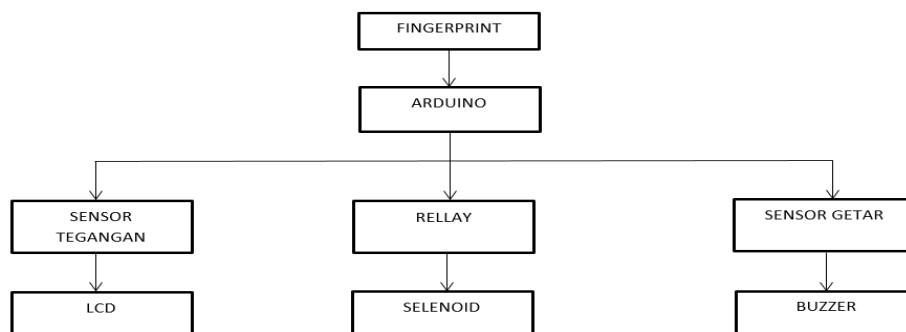 FINGERPRINT
ARDUINO
SENSOR
TEGANGAN
RELLAY
SENSOR GETAR
LCD
SELENOID
BUZZER